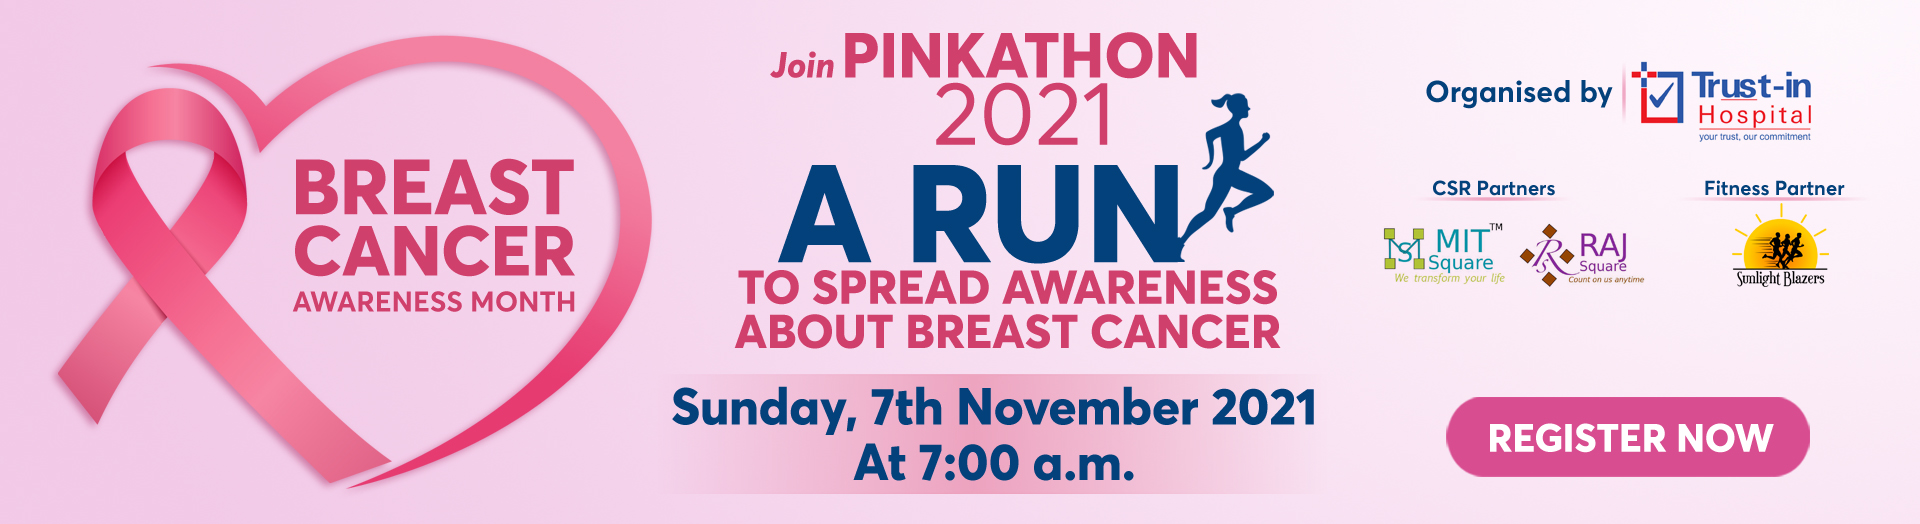 BREAST
CANCER
AWARENESS MONTH
Join PINKATHON
2021
A RUN
TO SPREAD AWARENESS
ABOUT BREAST CANCER
Sunday, 7th November 2021
At 7:00 a.m.
Organised by
Trust-in
Hospital
your trust, our commitment
CSR Partners
MS
MIT™
Square
We transform your life
RS
RAJ
Square
Count on us anytime
Fitness Partner
Sunlight Blazers
REGISTER NOW